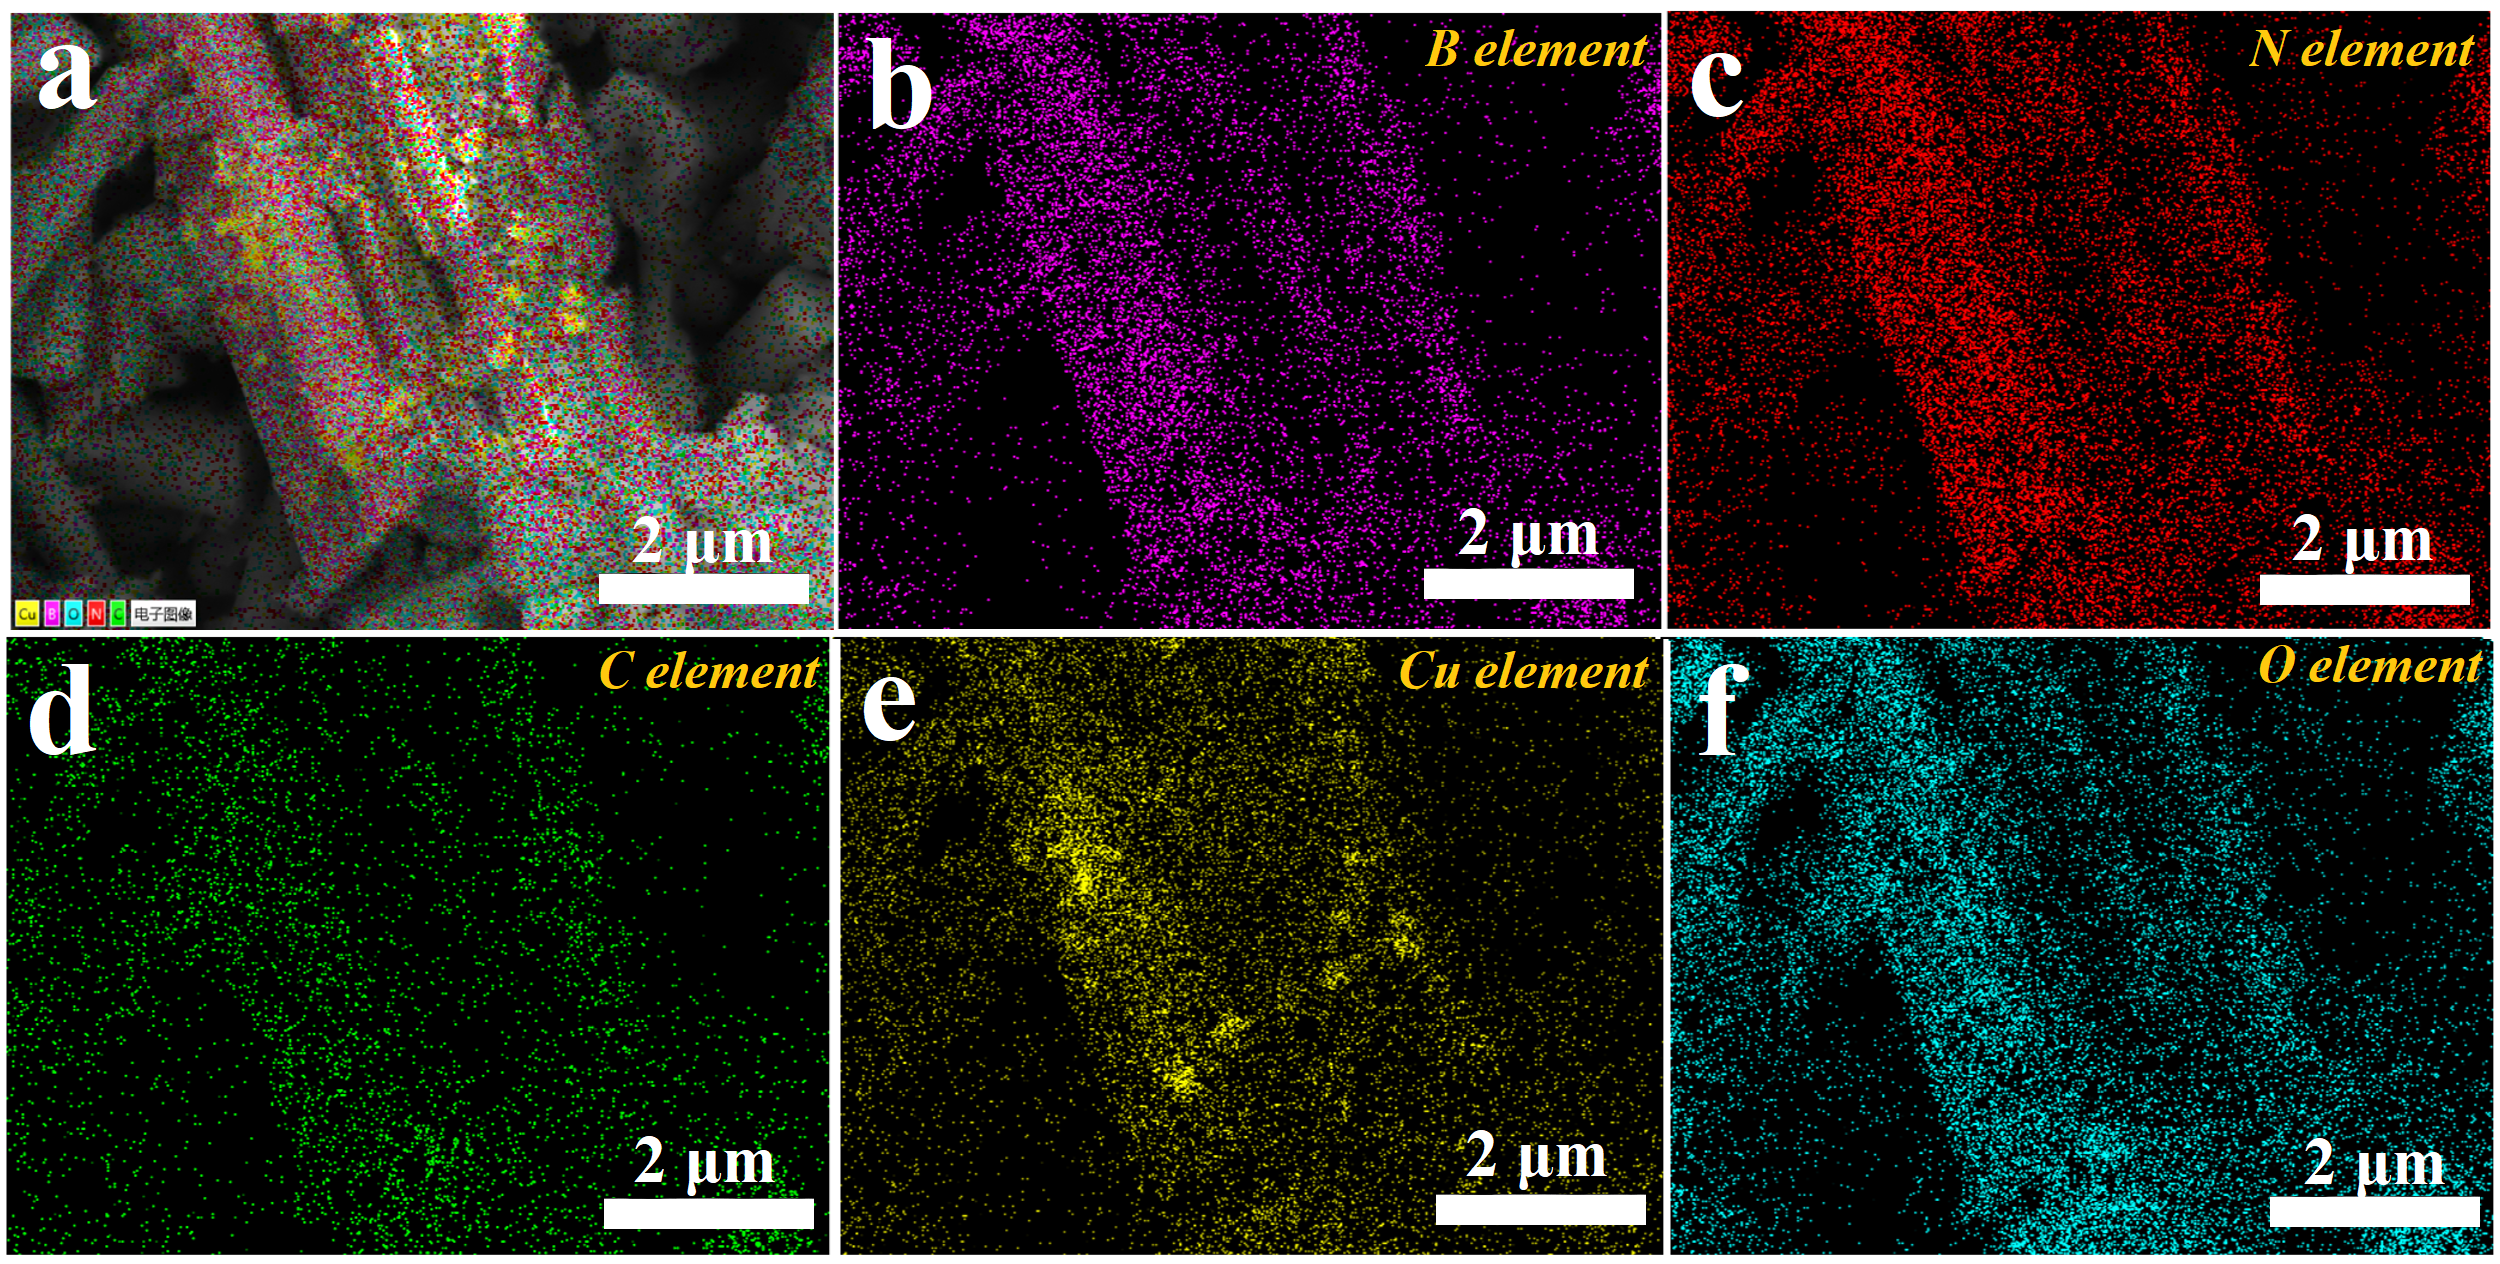 a
2 μm
Cu B O N C 电子图像
b
B element
2 μm
c
N element
2 μm
d
C element
2 μm
e
Cu element
2 μm
f
O element
2 μm